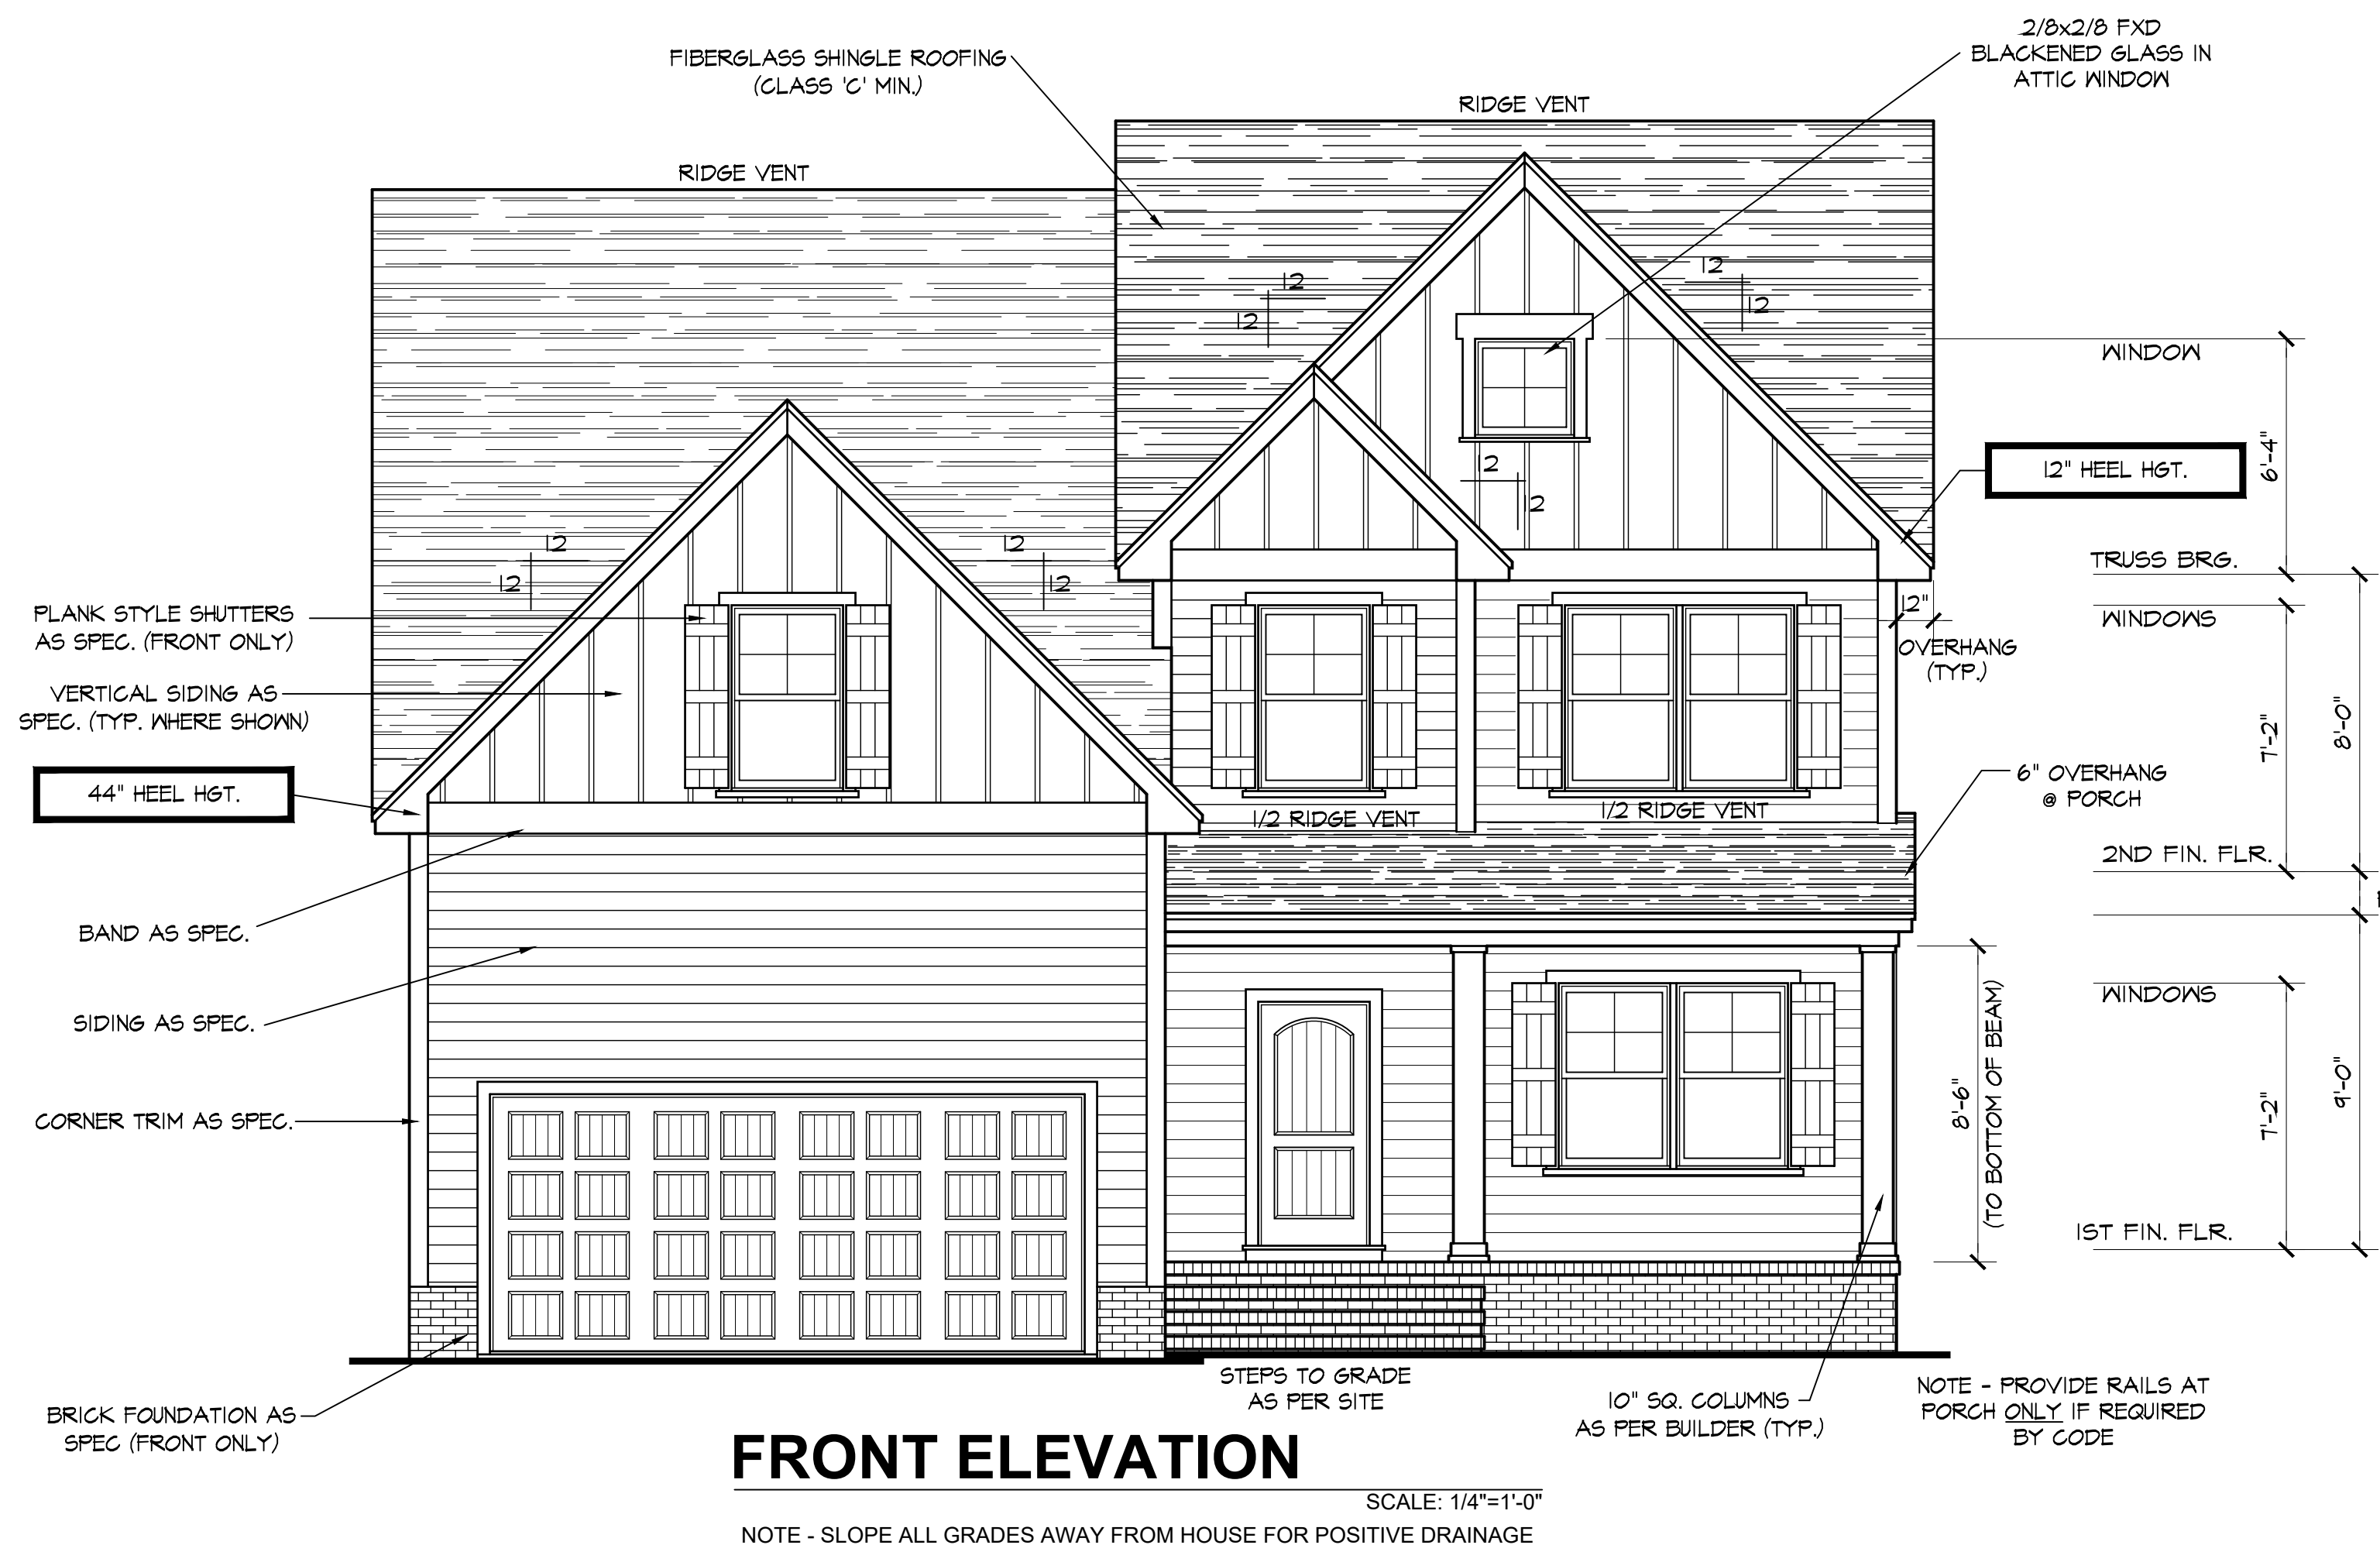 2/8x2/8 FXD
BLACKENED GLASS IN
ATTIC WINDOW
FIBERGLASS SHINGLE ROOFING
(CLASS 'C' MIN.)
RIDGE VENT
RIDGE VENT
12
12
12
12
WINDOW
6'-4"
12" HEEL HGT.
12
12
12
12
12
12
TRUSS BRG.
12"
OVERHANG
(TYP.)
WINDOWS
PLANK STYLE SHUTTERS
AS SPEC. (FRONT ONLY)
VERTICAL SIDING AS
SPEC. (TYP. WHERE SHOWN)
7'-2"
8'-0"
44" HEEL HGT.
6" OVERHANG
@ PORCH
1/2 RIDGE VENT
1/2 RIDGE VENT
2ND FIN. FLR.
BAND AS SPEC.
SIDING AS SPEC.
WINDOWS
8'-6"
(TO BOTTOM OF BEAM)
7'-2"
9'-0"
CORNER TRIM AS SPEC.
1ST FIN. FLR.
BRICK FOUNDATION AS
SPEC (FRONT ONLY)
STEPS TO GRADE
AS PER SITE
10" SQ. COLUMNS
AS PER BUILDER (TYP.)
NOTE - PROVIDE RAILS AT
PORCH ONLY IF REQUIRED
BY CODE
FRONT ELEVATION
SCALE: 1/4"=1'-0"
NOTE - SLOPE ALL GRADES AWAY FROM HOUSE FOR POSITIVE DRAINAGE